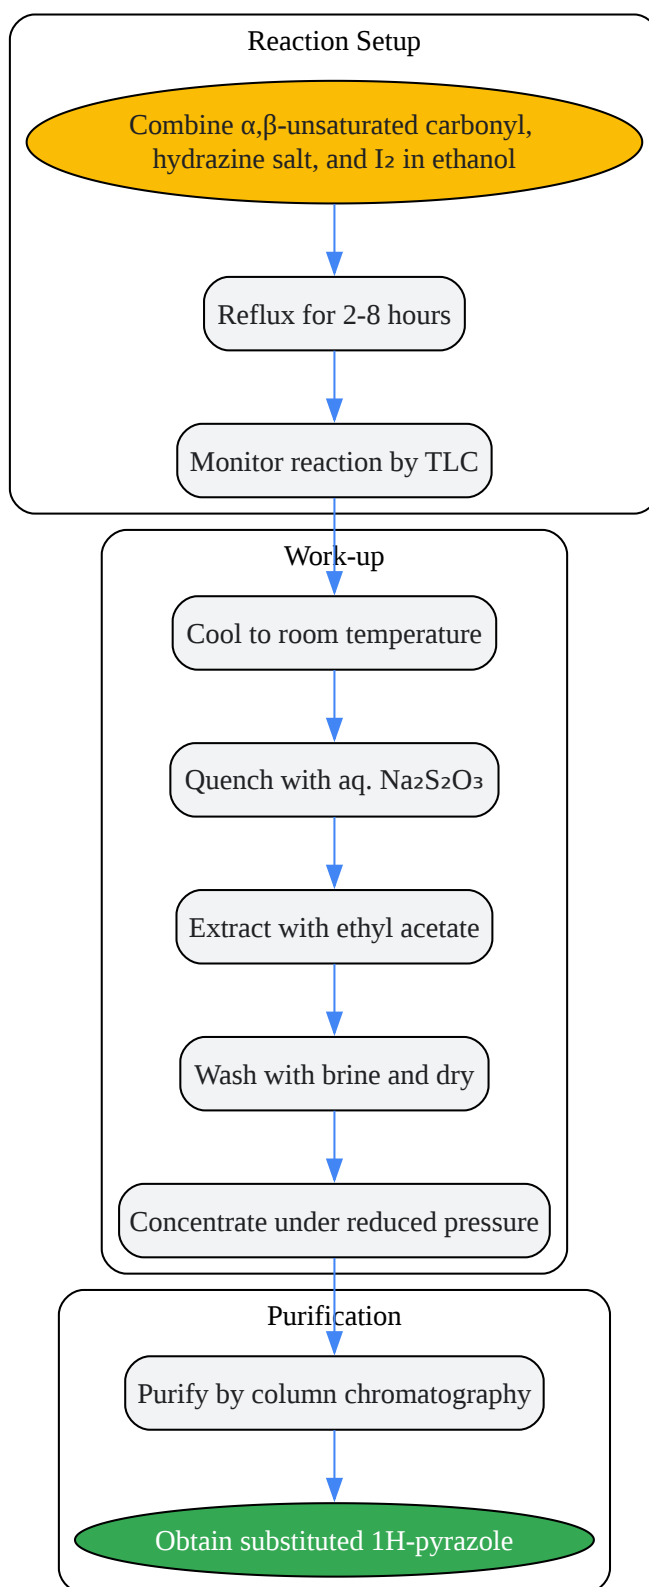 Reaction Setup
Combine α,β-unsaturated carbonyl,
hydrazine salt, and I₂ in ethanol
Reflux for 2-8 hours
Monitor reaction by TLC
Work-up
Cool to room temperature
Quench with aq. Na₂S₂O₃
Extract with ethyl acetate
Wash with brine and dry
Concentrate under reduced pressure
Purification
Purify by column chromatography
Obtain substituted 1H-pyrazole